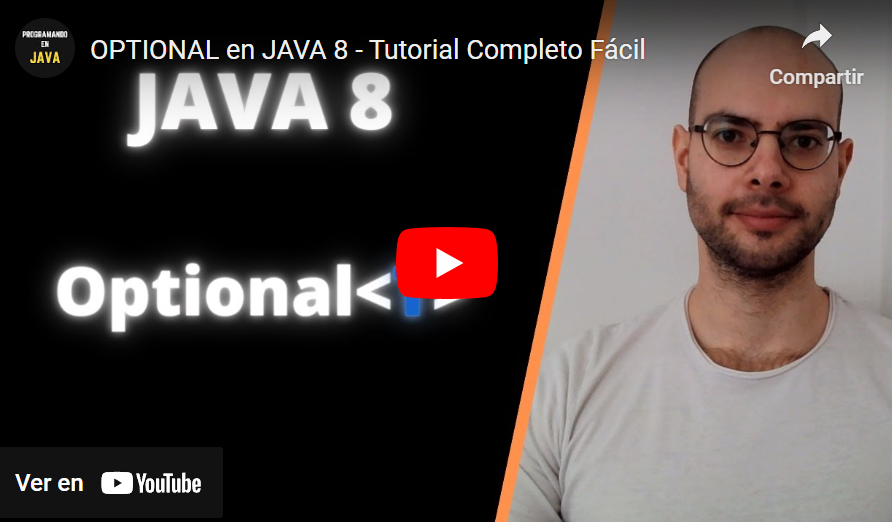 PROGRAMANDO
EN
JAVA
OPTIONAL en JAVA 8 - Tutorial Completo Fácil
Compartir
JAVA 8
Optional<T>
Ver en YouTube